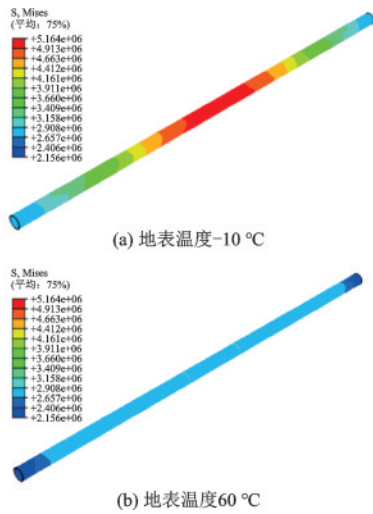 S, Mises
(平均：75%)
+5.164e+06
+4.913e+06
+4.663e+06
+4.412e+06
+4.161e+06
+3.911e+06
+3.660e+06
+3.409e+06
+3.158e+06
+2.908e+06
+2.657e+06
+2.406e+06
+2.156e+06
(a) 地表温度−10 ℃
S, Mises
(平均：75%)
+5.164e+06
+4.913e+06
+4.663e+06
+4.412e+06
+4.161e+06
+3.911e+06
+3.660e+06
+3.409e+06
+3.158e+06
+2.908e+06
+2.657e+06
+2.406e+06
+2.156e+06
(b) 地表温度60 ℃